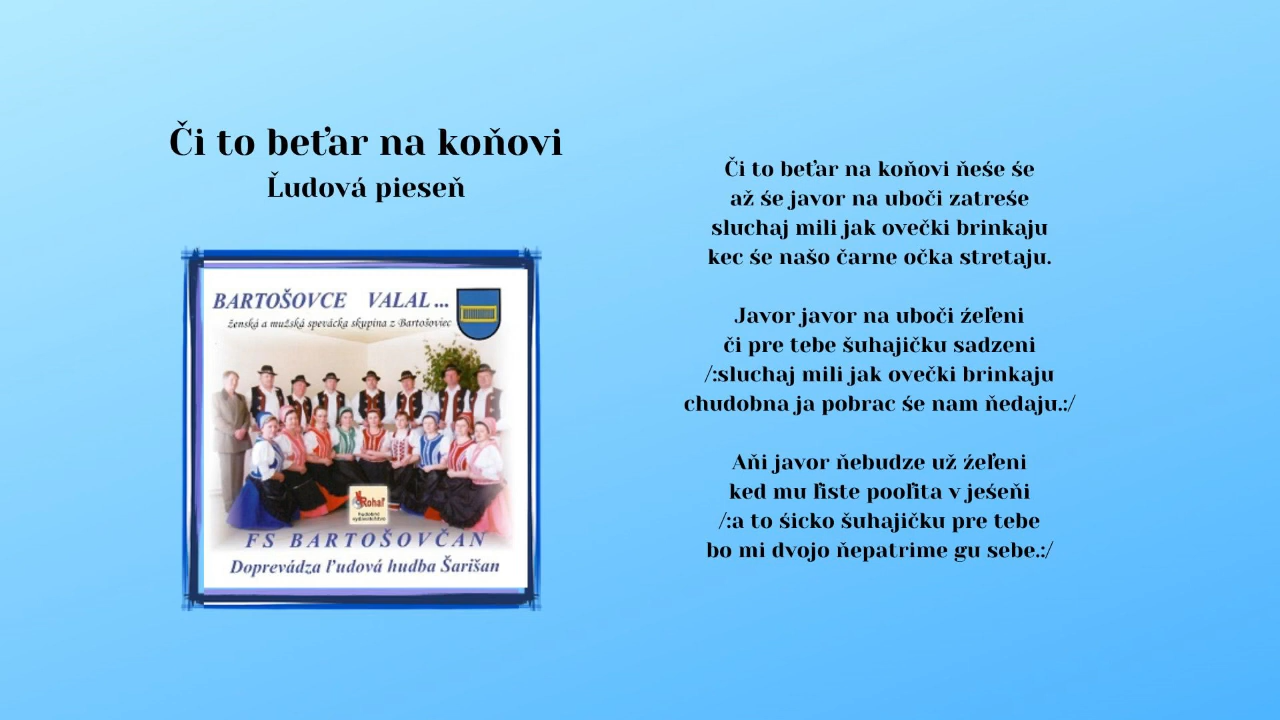 Či to beťar na koňovi
Ľudová pieseň
BARTOŠOVCE VALAL...
ženská a mužská spevácka skupina z Bartošoviec
Rohaľ
hudobné
vydavateľstvo
FS BARTOŠOVČAN
Doprevádza ľudová hudba Šarišan
Či to beťar na koňovi ňeśe śe
až śe javor na uboči zatreśe
sluchaj mili jak ovečki brinkaju
kec śe našo čarne očka stretaju.
Javor javor na uboči źeľeni
či pre tebe šuhajičku sadzeni
/:sluchaj mili jak ovečki brinkaju
chudobna ja pobrac śe nam ňedaju.:/
Aňi javor ňebudze už źeľeni
ked mu ľiste pooľita v jeśeňi
/:a to śicko šuhajičku pre tebe
bo mi dvojo ňepatrime gu sebe.:/